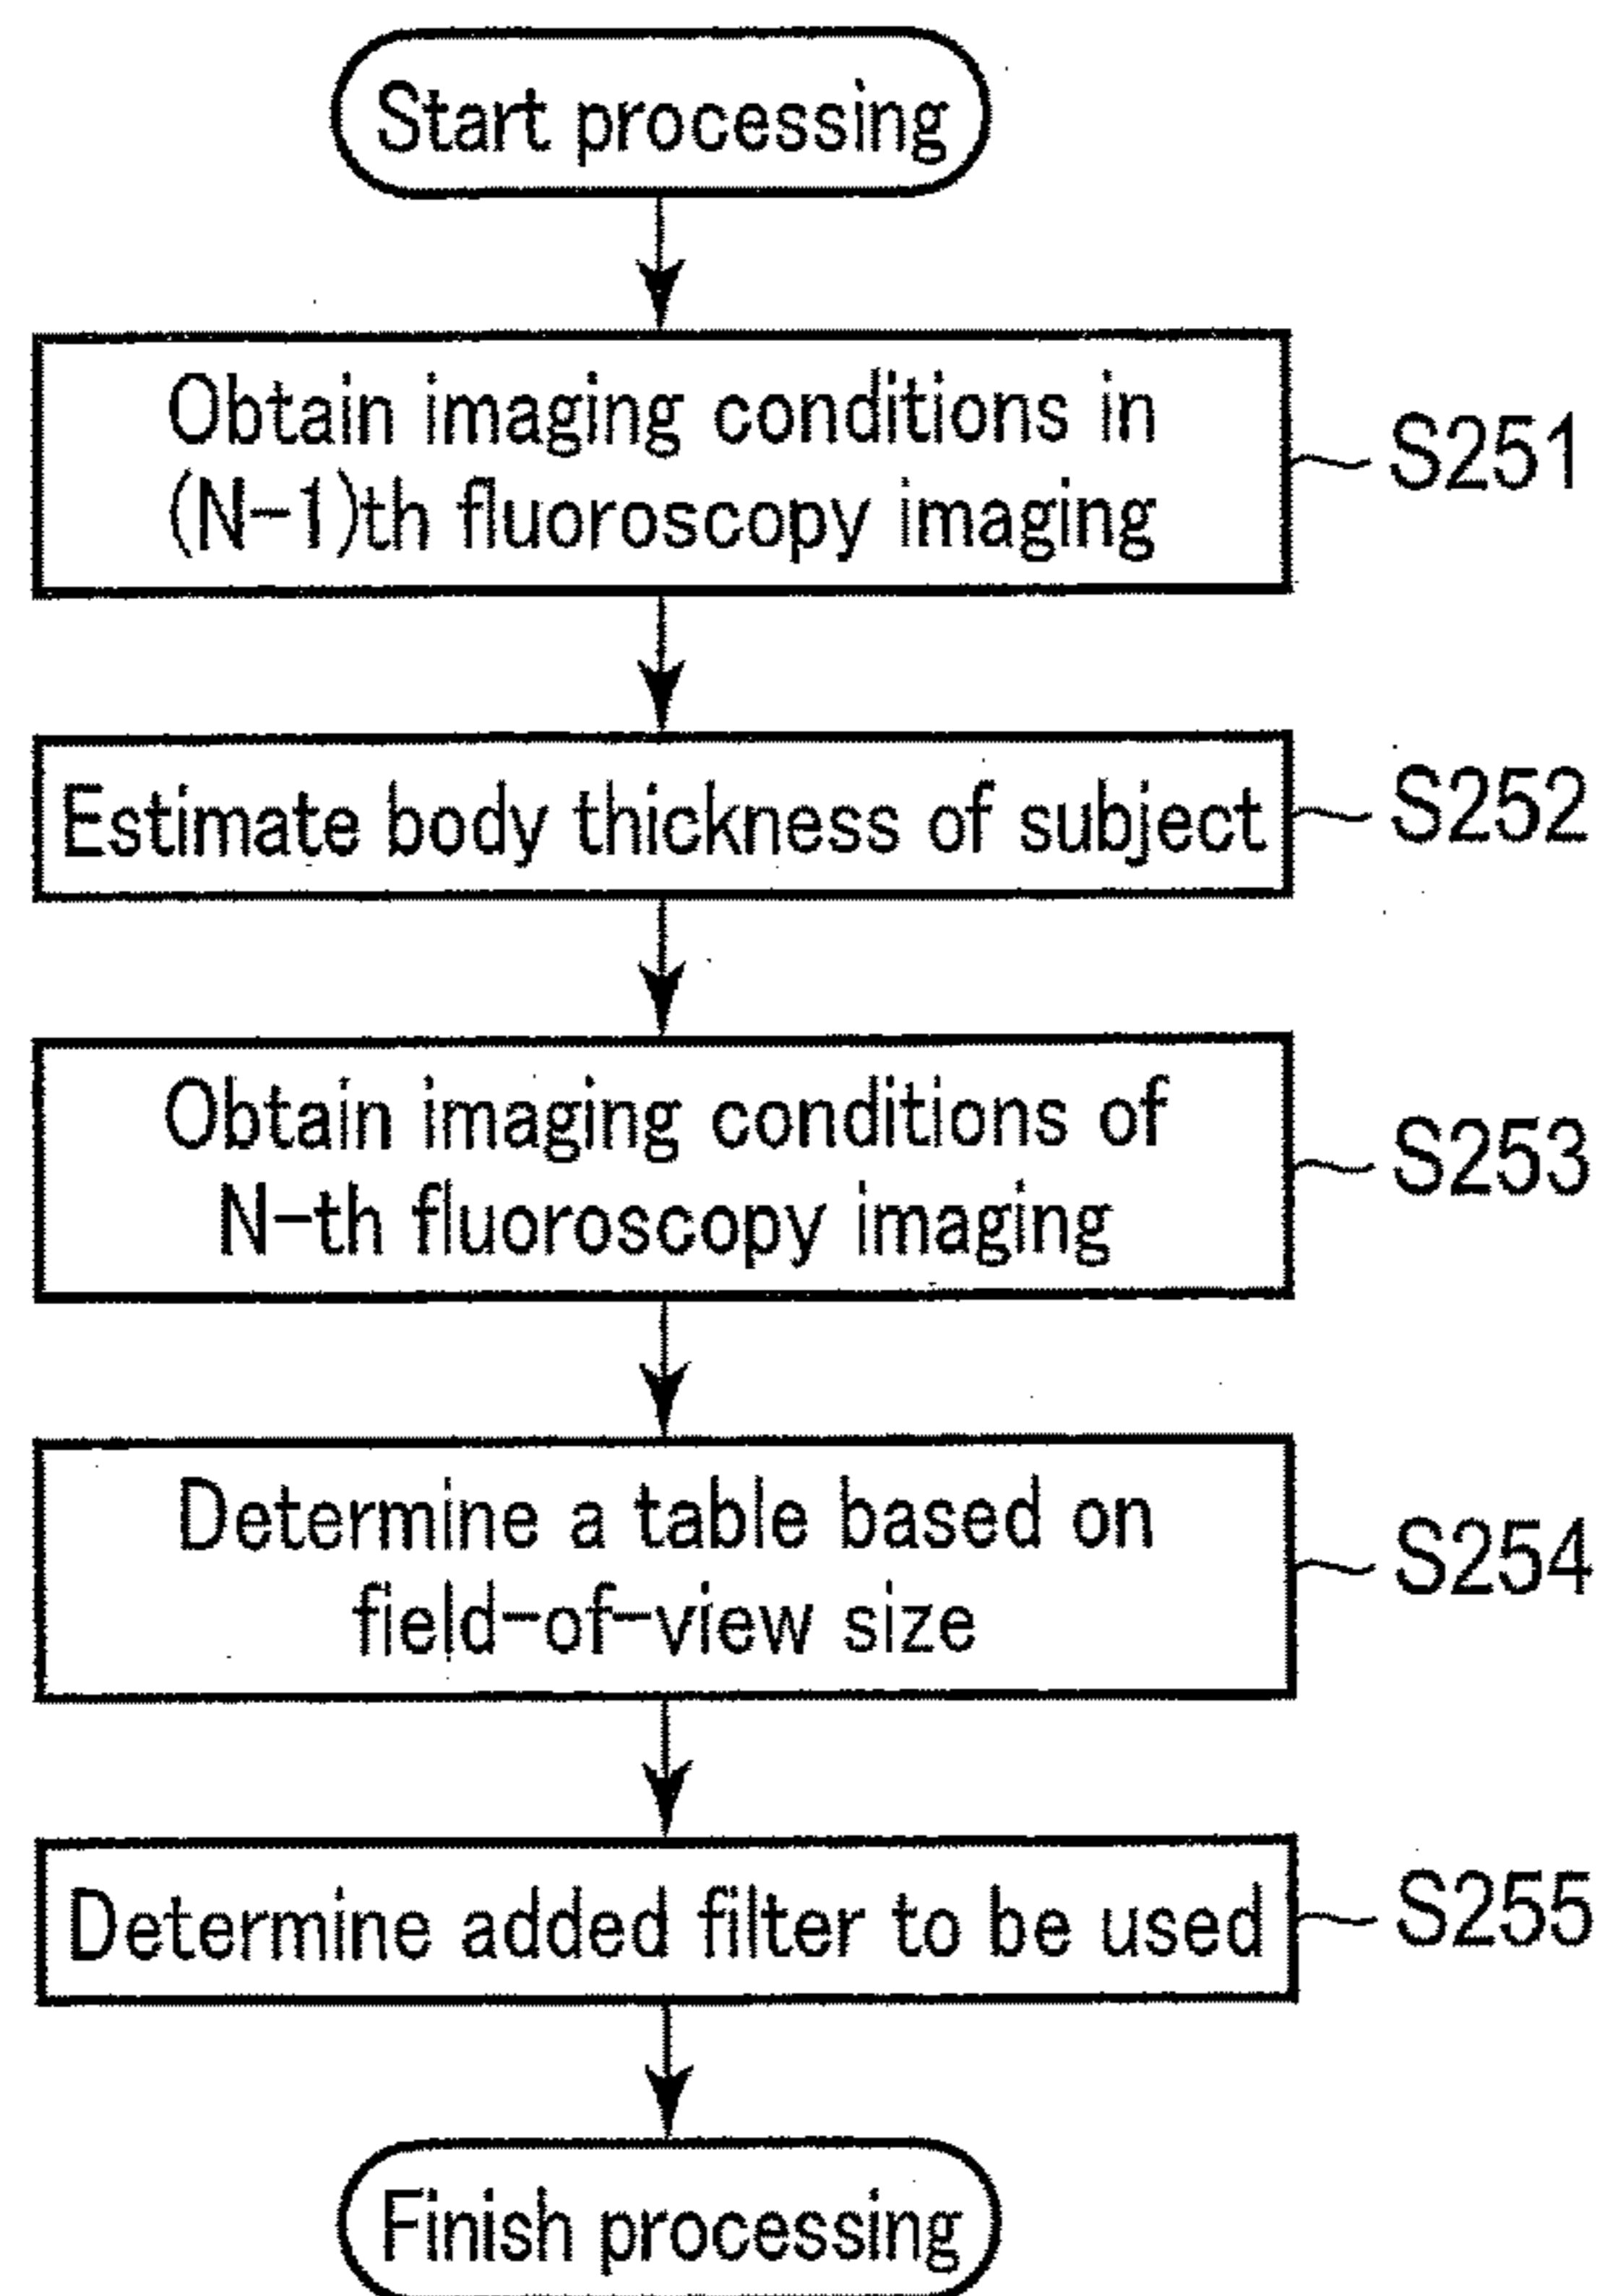 Start processing
Obtain imaging conditions in
(N-1)th fluoroscopy imaging
S251
Estimate body thickness of subject
S252
Obtain imaging conditions of
N-th fluoroscopy imaging
S253
Determine a table based on
field-of-view size
S254
Determine added filter to be used
S255
Finish processing